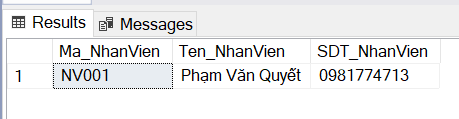 Results Messages
Ma_NhanVien Ten_NhanVien SDT_NhanVien
1 NV001 Phạm Văn Quyết 0981774713